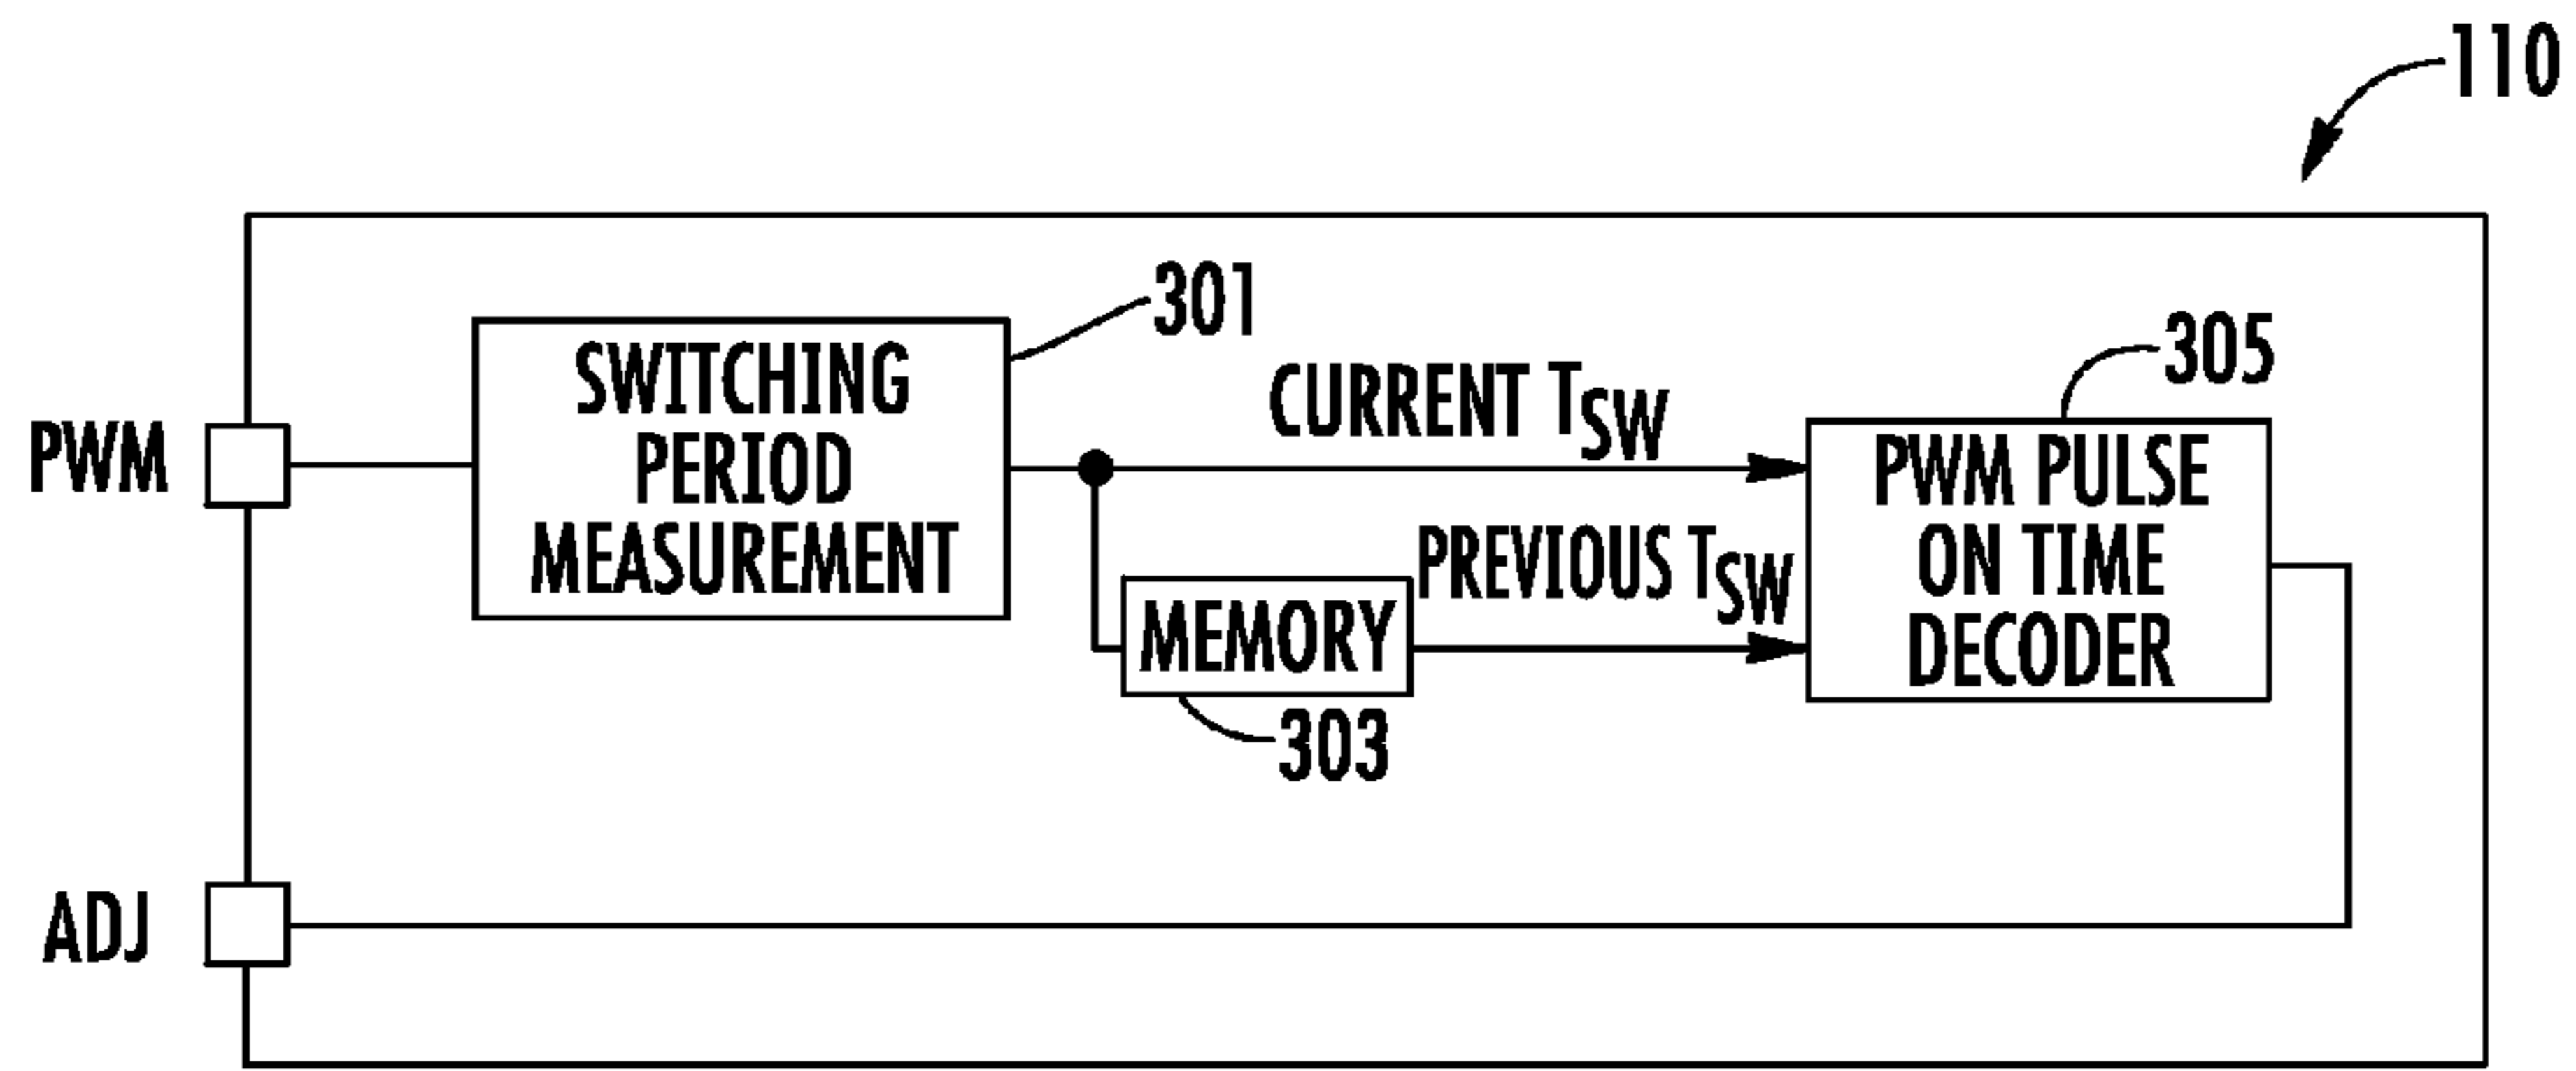 110
301
SWITCHING
PERIOD
MEASUREMENT
CURRENT TSW
305
PWM
PWM PULSE
ON TIME
DECODER
PREVIOUS TSW
MEMORY
303
ADJ